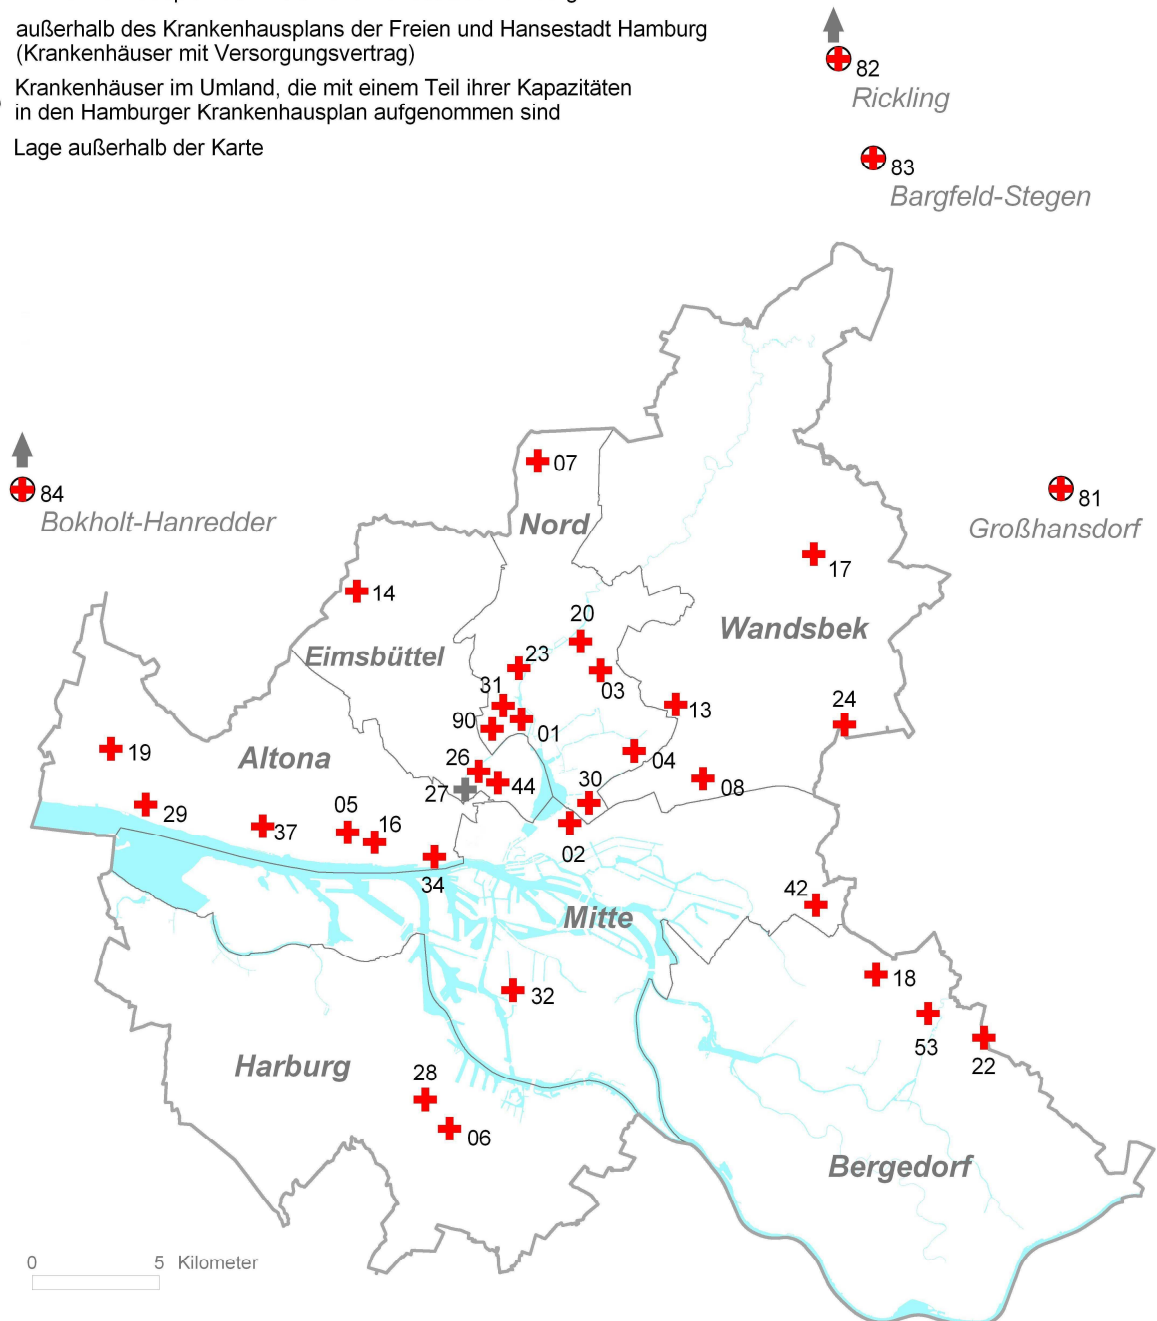 außerhalb des Krankenhausplans der Freien und Hansestadt Hamburg
(Krankenhäuser mit Versorgungsvertrag)
Krankenhäuser im Umland, die mit einem Teil ihrer Kapazitäten
in den Hamburger Krankenhausplan aufgenommen sind
Lage außerhalb der Karte
82
Rickling
83
Bargfeld-Stegen
07
84
Bokholt-Hanredder
81
Großhansdorf
Nord
17
14
20
Wandsbek
Eimsbüttel
23
31
03
13
24
90
01
19
Altona
26
04
27
44
30
08
29
05
37
16
02
34
42
Mitte
18
32
53
22
Harburg
28
06
Bergedorf
0 5 Kilometer